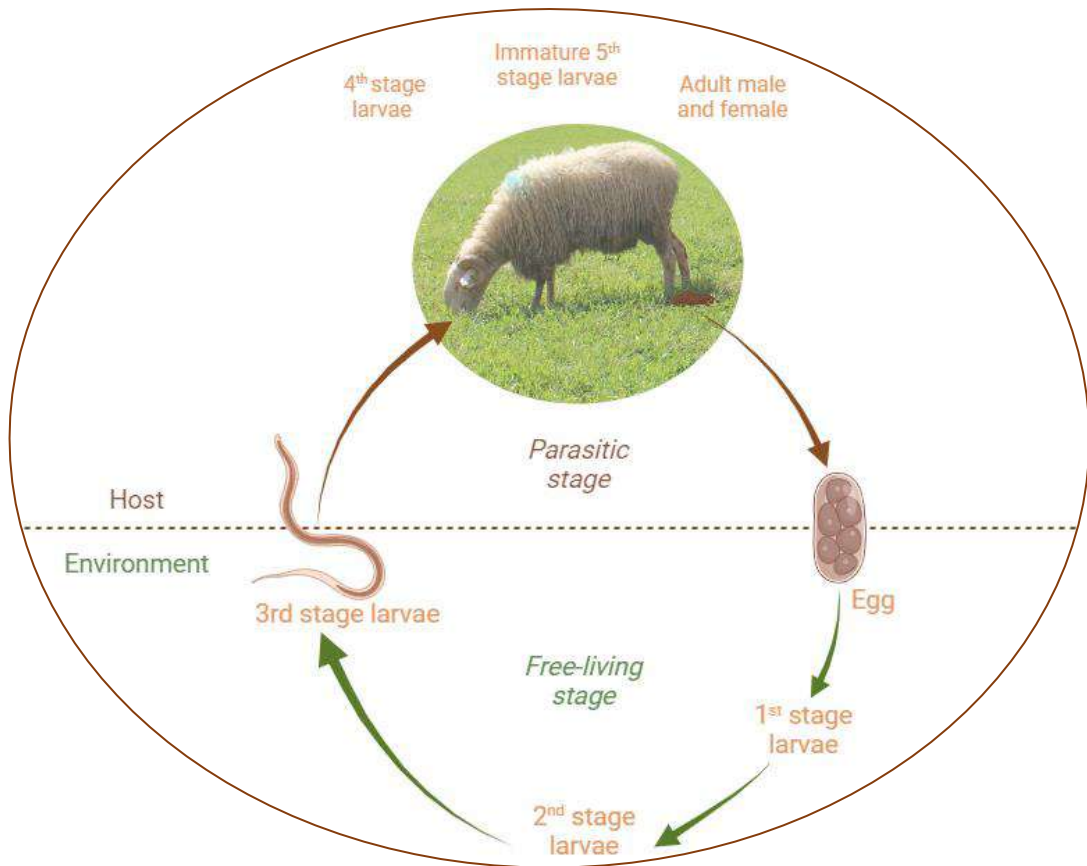 Immature 5th
stage larvae
4th stage
larvae
Adult male
and female
Parasitic
stage
Host
Environment
3rd stage larvae
Egg
Free-living
stage
1st stage
larvae
2nd stage
larvae